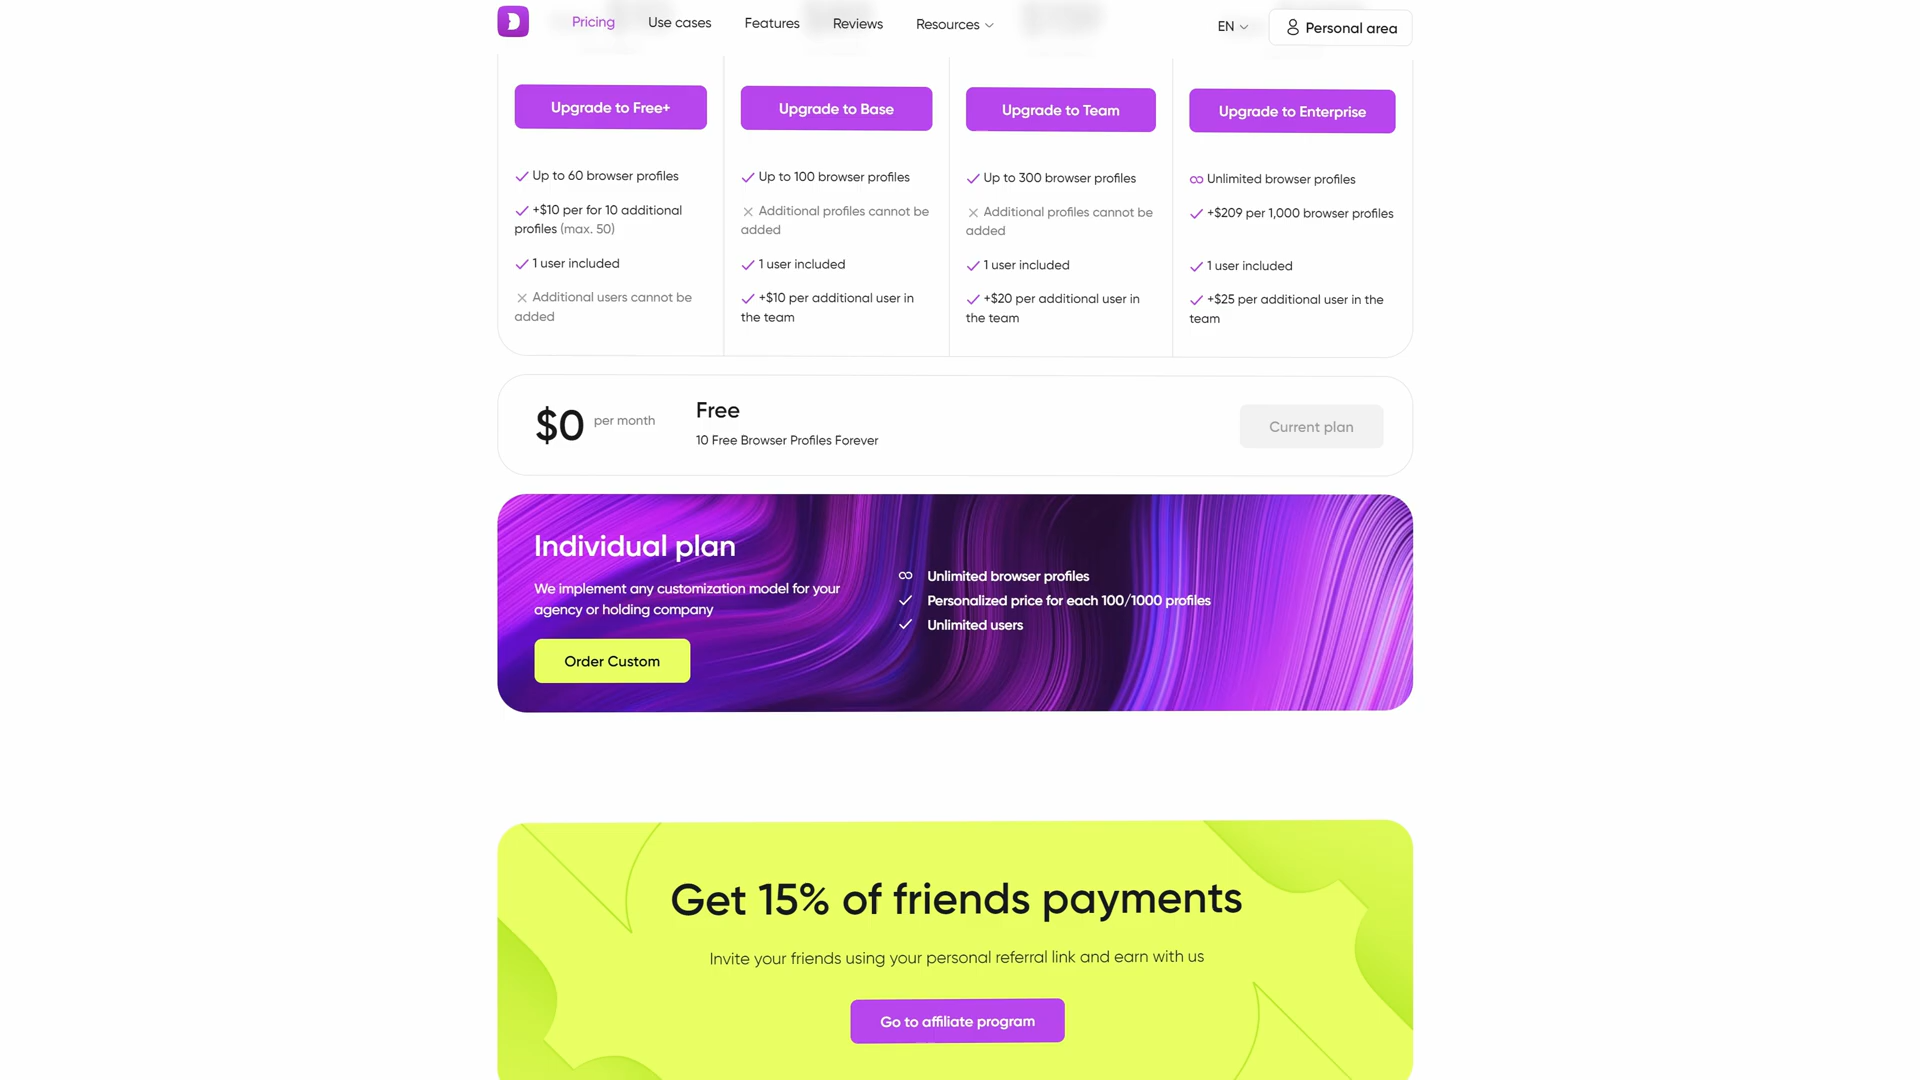 Pricing
Use cases
Features
Reviews
Resources
EN
Personal area
Upgrade to Free+
Upgrade to Base
Upgrade to Team
Upgrade to Enterprise
Up to 60 browser profiles
+$10 per for 10 additional
profiles (max. 50)
1 user included
Additional users cannot be
added
Up to 100 browser profiles
Additional profiles cannot be
added
1 user included
+$10 per additional user in
the team
Up to 300 browser profiles
Additional profiles cannot be
added
1 user included
+$20 per additional user in
the team
Unlimited browser profiles
+$209 per 1,000 browser profiles
1 user included
+$25 per additional user in the
team
$0 per month
Free
10 Free Browser Profiles Forever
Current plan
Individual plan
We implement any customization model for your
agency or holding company
Order Custom
Unlimited browser profiles
Personalized price for each 100/1000 profiles
Unlimited users
Get 15% of friends payments
Invite your friends using your personal referral link and earn with us
Go to affiliate program